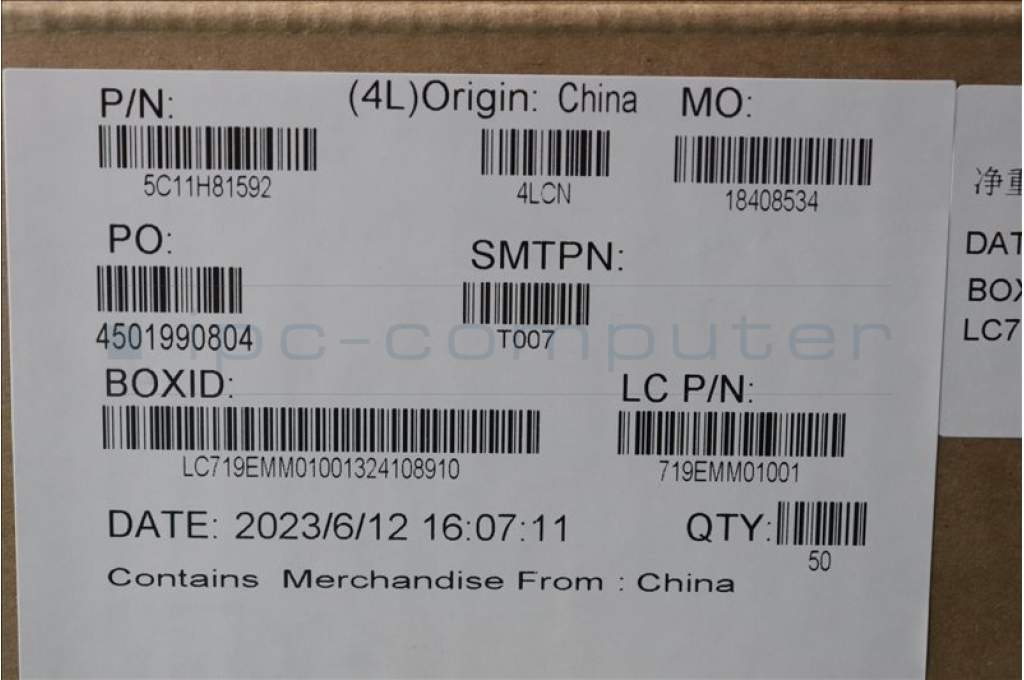 P/N: (4L)Origin: China MO:
5C11H81592 4LCN 18408534
PO: SMTPN:
4501990804 T007
BOXID: LC P/N:
LC719EMM01001324108910 719EMM01001
DATE: 2023/6/12 16:07:11 QTY:
50
Contains Merchandise From : China
净重
DAT
BOX
LC7
ipc-computer